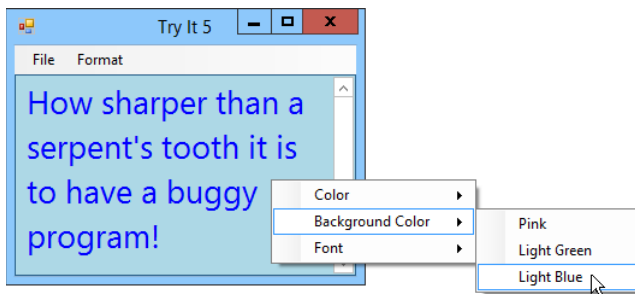 Try It 5
File Format
How sharper than a
serpent's tooth it is
to have a buggy
program!
Color
Background Color
Font
Pink
Light Green
Light Blue